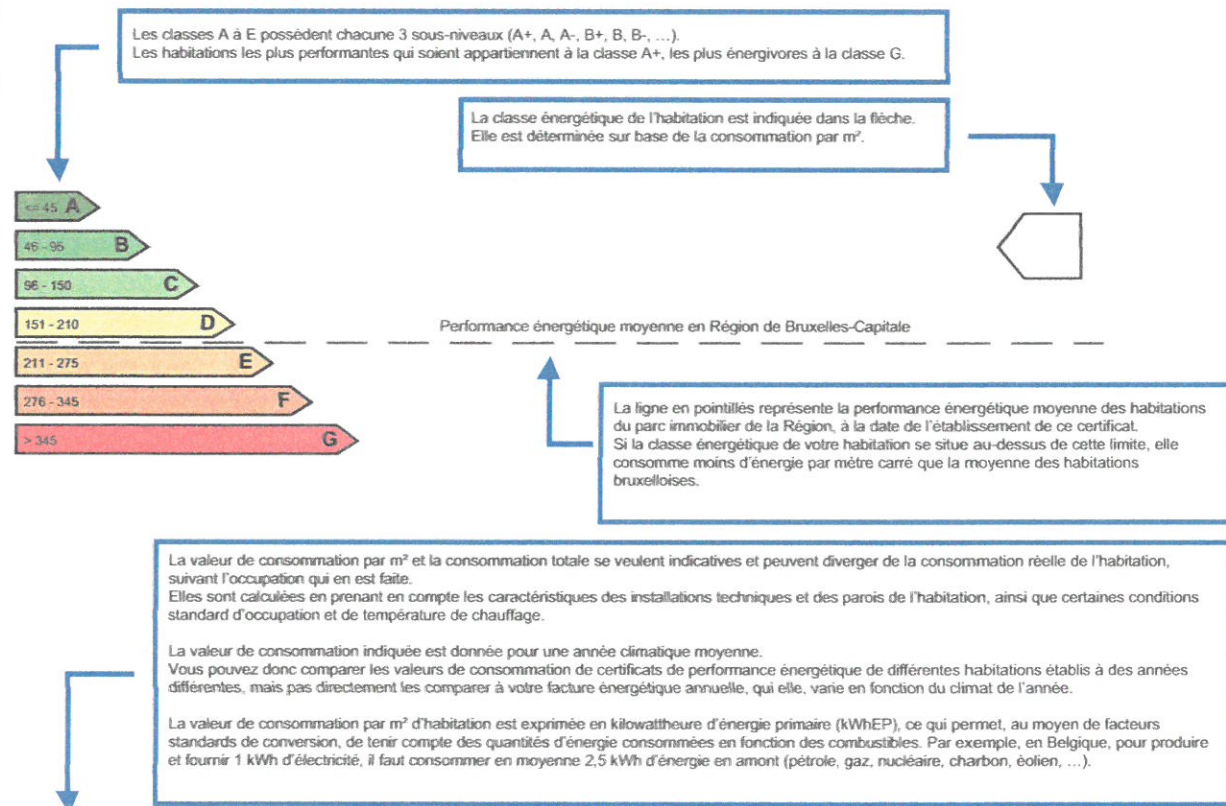 Les classes A à E possèdent chacune 3 sous-niveaux (A+, A, A-, B+, B, B-, ...).
Les habitations les plus performantes qui soient appartiennent à la classe A+, les plus énergivores à la classe G.
La classe énergétique de l'habitation est indiquée dans la flèche.
Elle est déterminée sur base de la consommation par m².
<= 45 A
46 - 95 B
96 - 150 C
151 - 210 D
Performance énergétique moyenne en Région de Bruxelles-Capitale
211 - 275 E
276 - 345 F
> 345 G
La ligne en pointillés représente la performance énergétique moyenne des habitations
du parc immobilier de la Région, à la date de l'établissement de ce certificat.
Si la classe énergétique de votre habitation se situe au-dessus de cette limite, elle
consomme moins d'énergie par mètre carré que la moyenne des habitations
bruxelloises.
La valeur de consommation par m² et la consommation totale se veulent indicatives et peuvent diverger de la consommation réelle de l'habitation,
suivant l'occupation qui en est faite.
Elles sont calculées en prenant en compte les caractéristiques des installations techniques et des parois de l'habitation, ainsi que certaines conditions
standard d'occupation et de température de chauffage.
La valeur de consommation indiquée est donnée pour une année climatique moyenne.
Vous pouvez donc comparer les valeurs de consommation de certificats de performance énergétique de différentes habitations établis à des années
différentes, mais pas directement les comparer à votre facture énergétique annuelle, qui elle, varie en fonction du climat de l'année.
La valeur de consommation par m² d'habitation est exprimée en kilowattheure d'énergie primaire (kWhEP), ce qui permet, au moyen de facteurs
standards de conversion, de tenir compte des quantités d'énergie consommées en fonction des combustibles. Par exemple, en Belgique, pour produire
et fournir 1 kWh d'électricité, il faut consommer en moyenne 2,5 kWh d'énergie en amont (pétrole, gaz, nucléaire, charbon, éolien, ...).